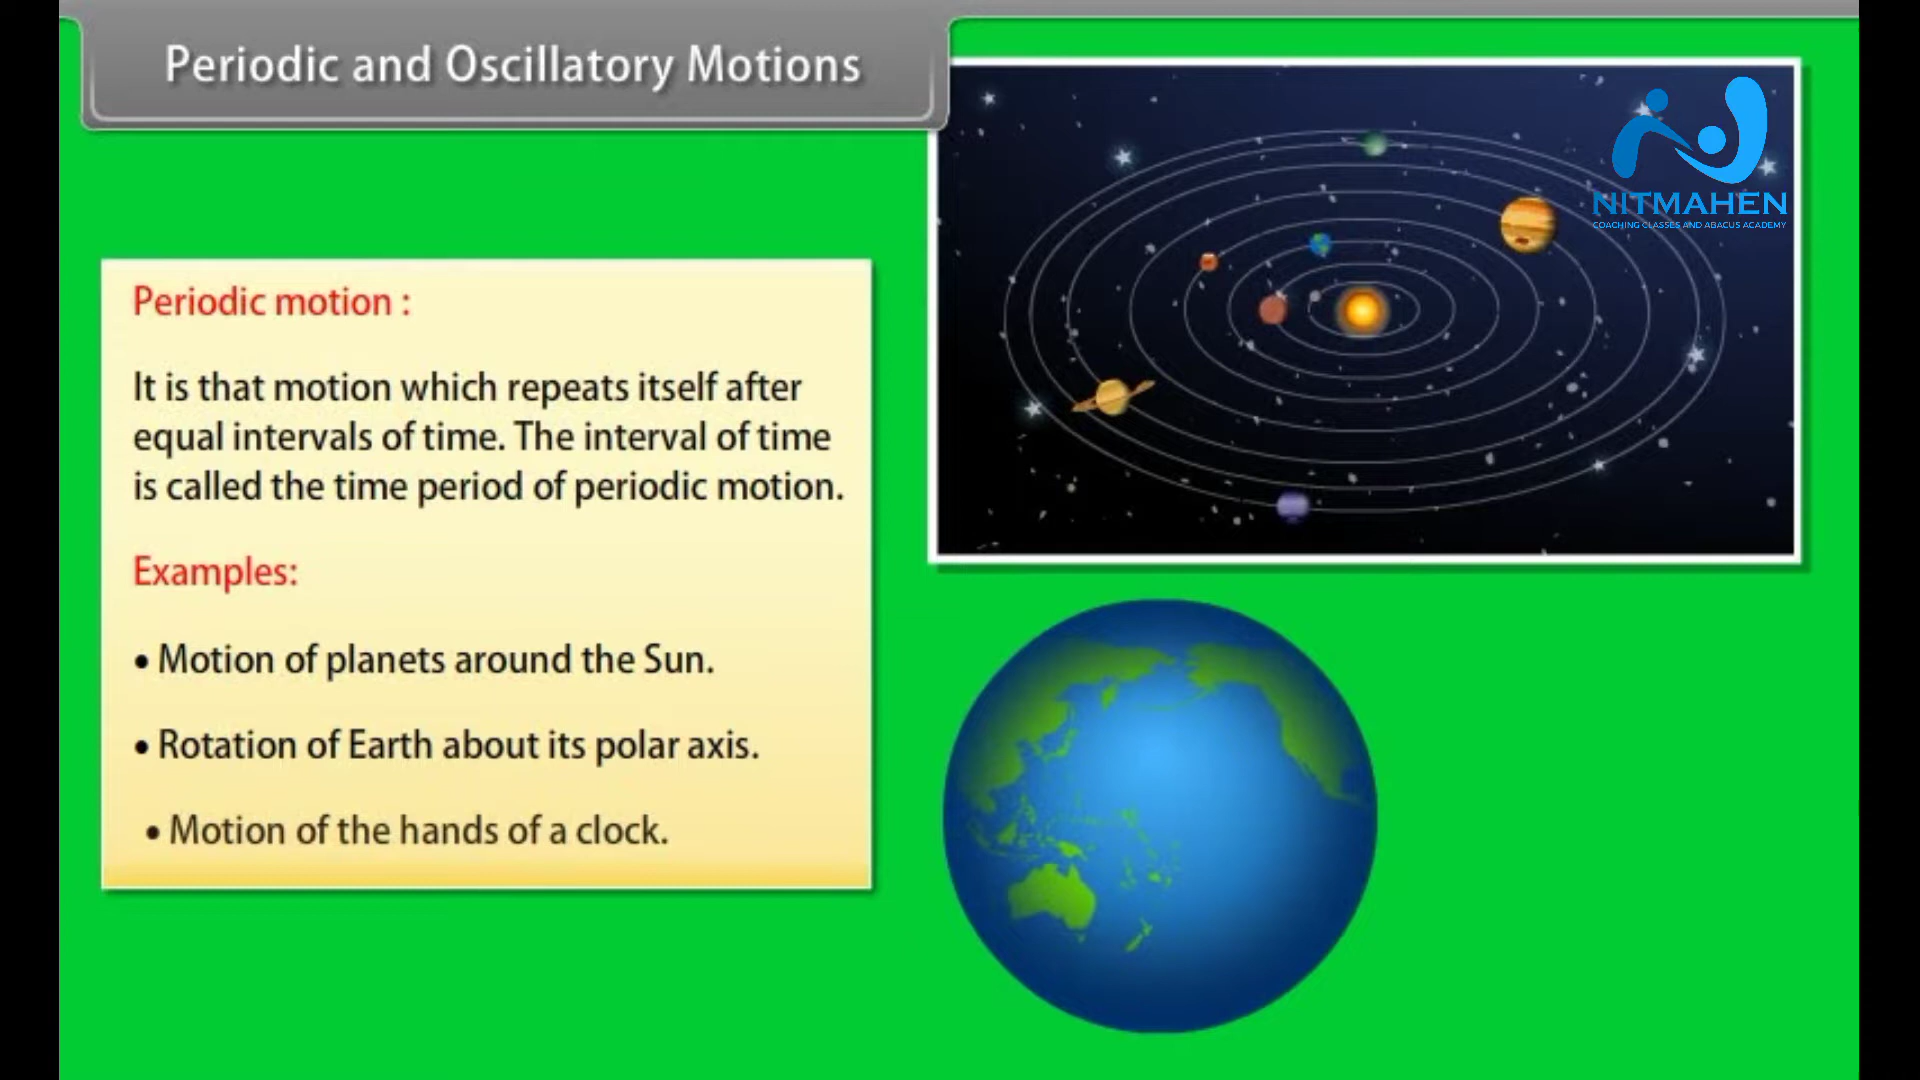 Periodic and Oscillatory Motions
NITMAHEN
COACHING CLASSES AND ABACUS ACADEMY
Periodic motion :
It is that motion which repeats itself after
equal intervals of time. The interval of time
is called the time period of periodic motion.
Examples:
• Motion of planets around the Sun.
• Rotation of Earth about its polar axis.
• Motion of the hands of a clock.